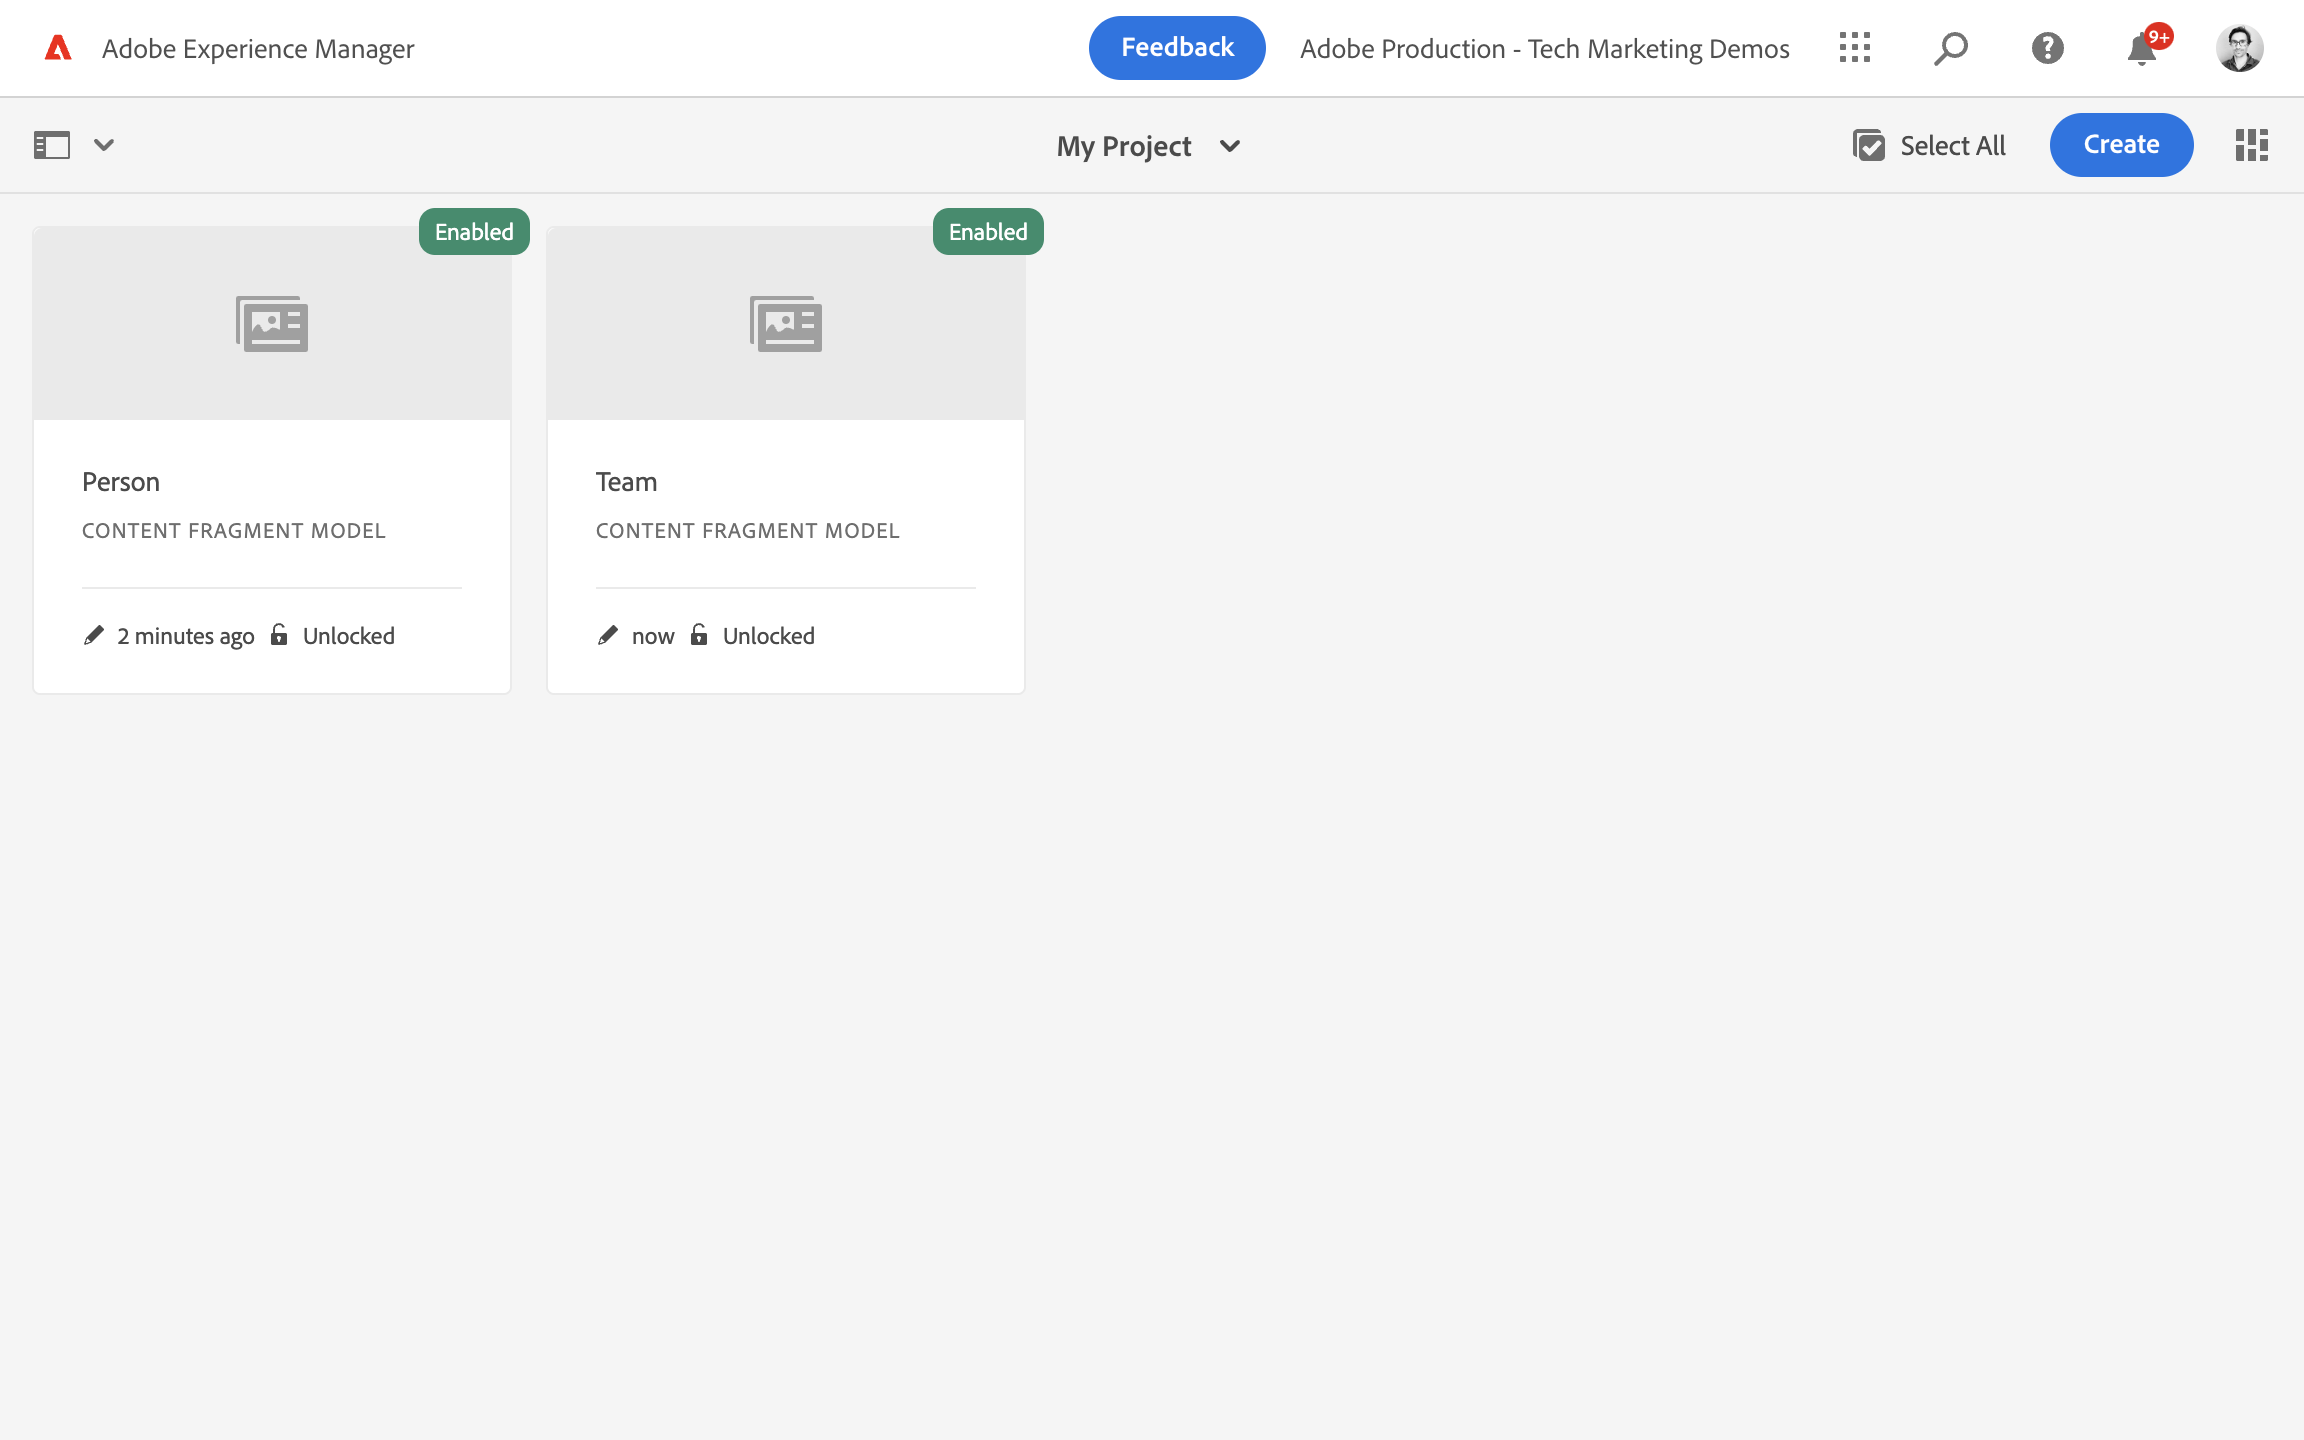 Adobe Experience Manager
Feedback
Adobe Production - Tech Marketing Demos
9+
My Project
Select All
Create
Enabled
Person
CONTENT FRAGMENT MODEL
2 minutes ago Unlocked
Enabled
Team
CONTENT FRAGMENT MODEL
now Unlocked